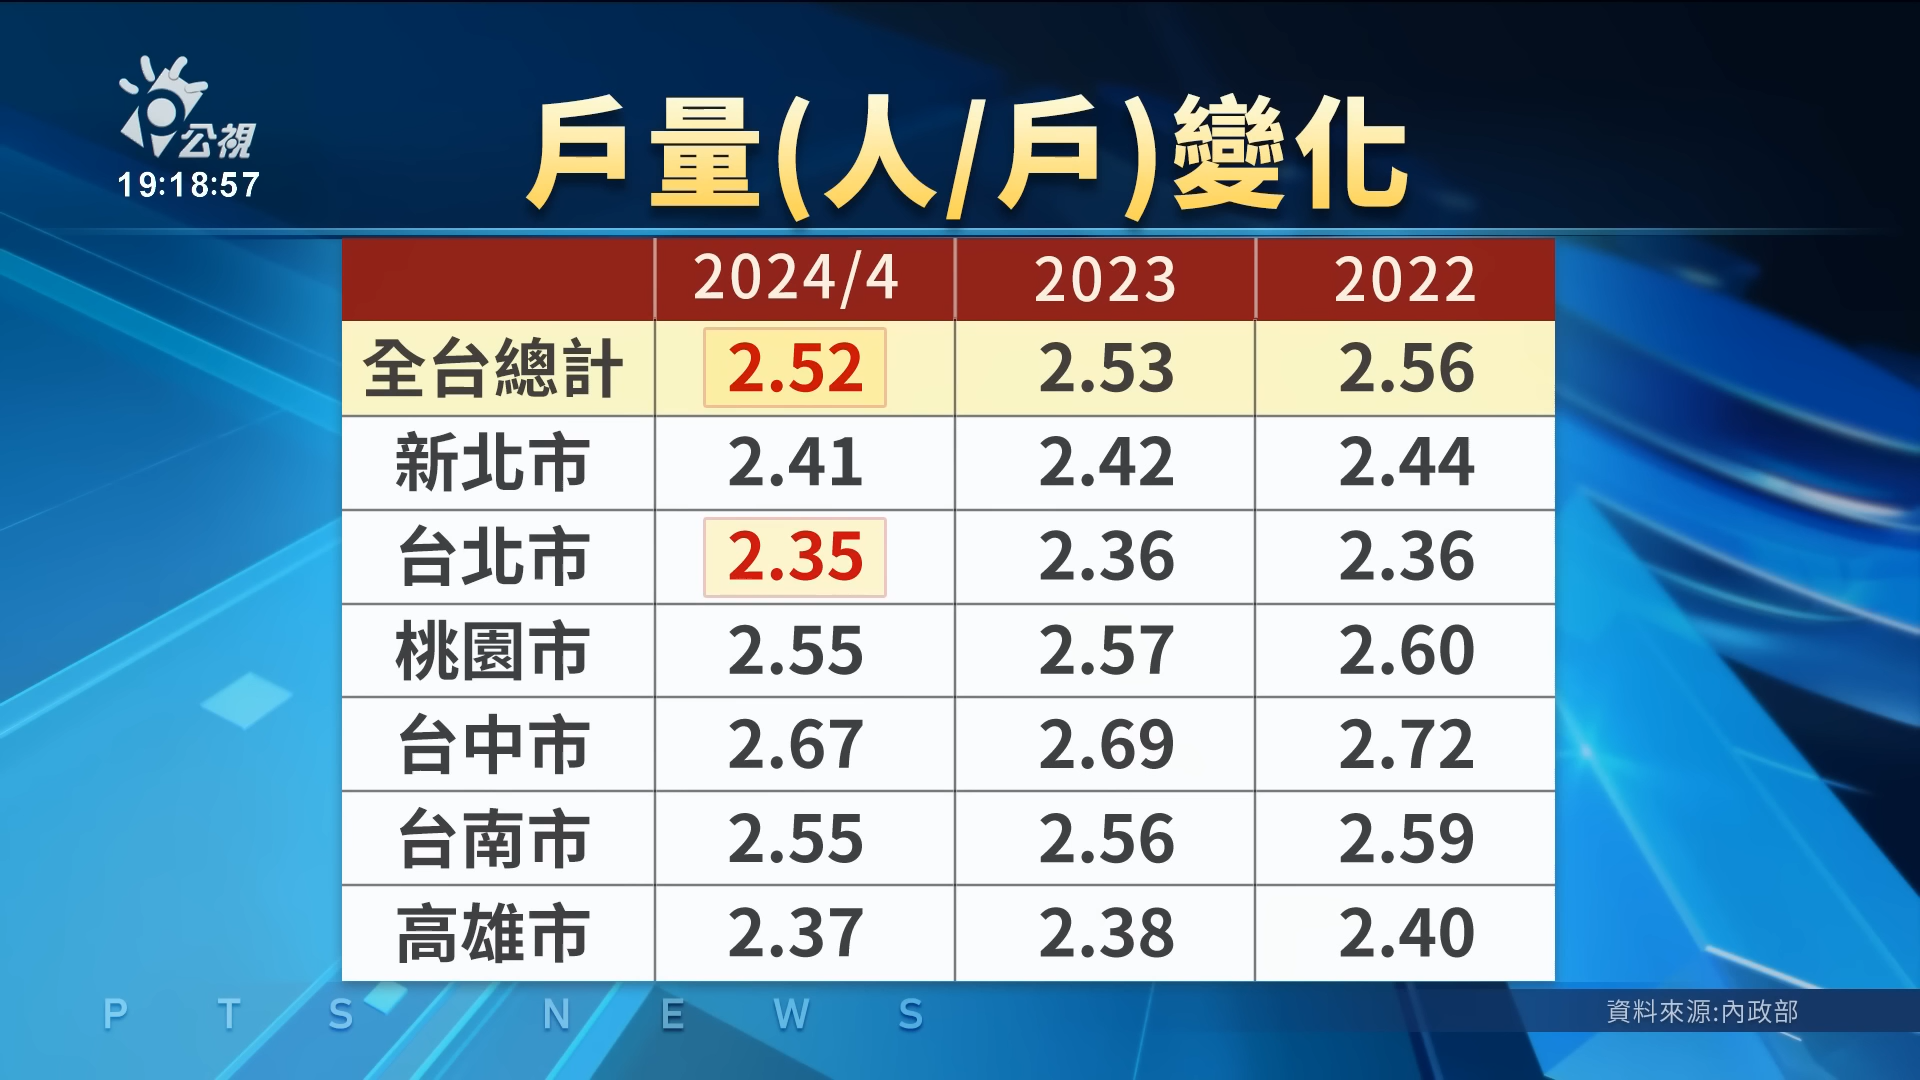 公視
19:18:57
戶量(人/戶)變化
2024/4 2023 2022
全台總計 2.52 2.53 2.56
新北市 2.41 2.42 2.44
台北市 2.35 2.36 2.36
桃園市 2.55 2.57 2.60
台中市 2.67 2.69 2.72
台南市 2.55 2.56 2.59
高雄市 2.37 2.38 2.40
PTS NEWS
資料來源:內政部